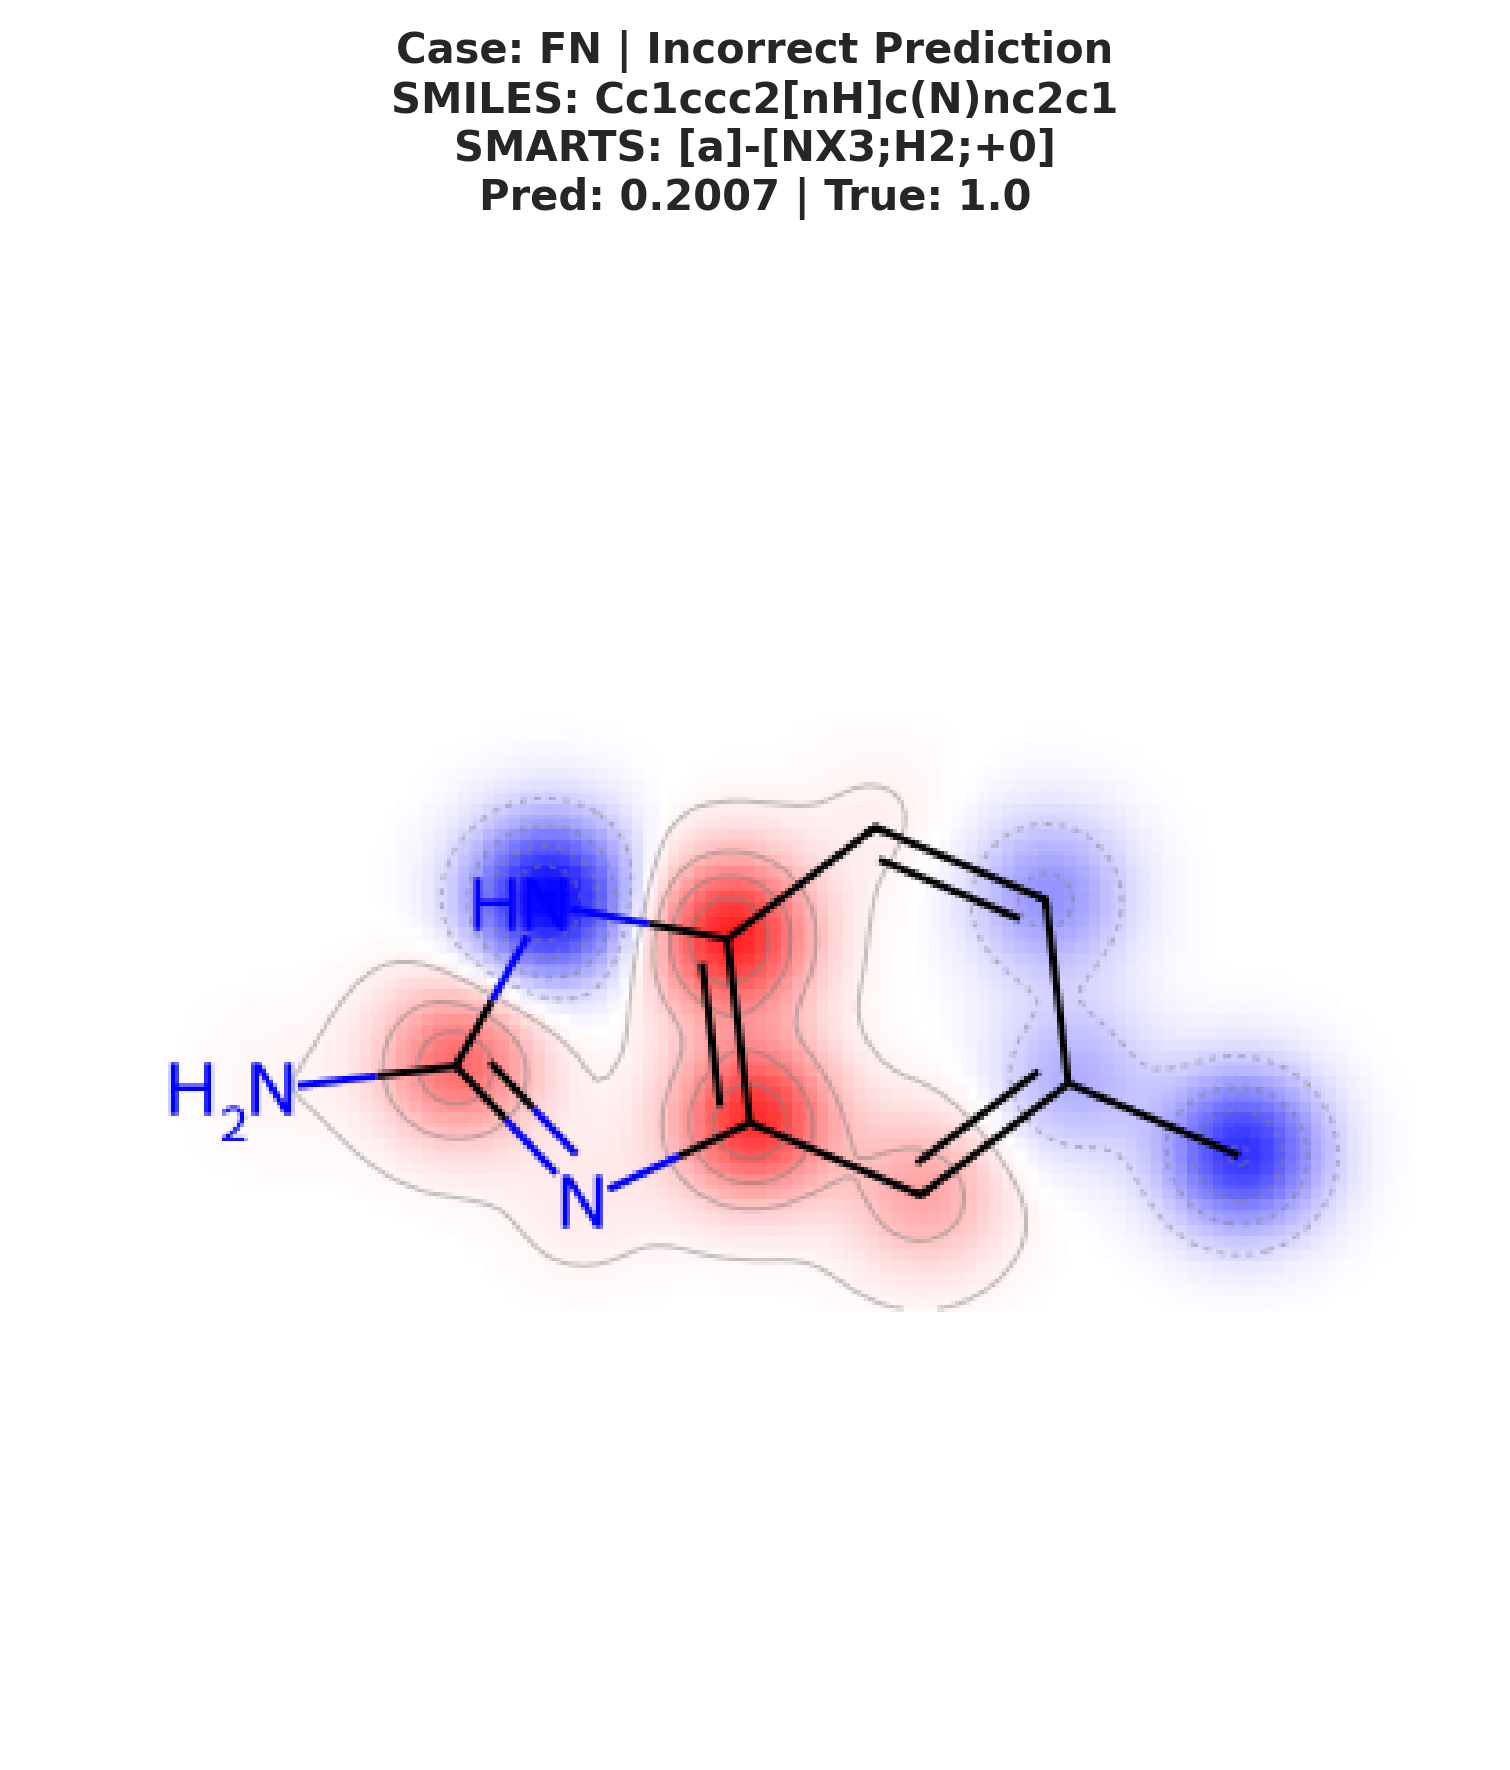 Case: FN | Incorrect Prediction
SMILES: Cc1ccc2[nH]c(N)nc2c1
SMARTS: [a]-[NX3;H2;+0]
Pred: 0.2007 | True: 1.0
HN
H2N
N